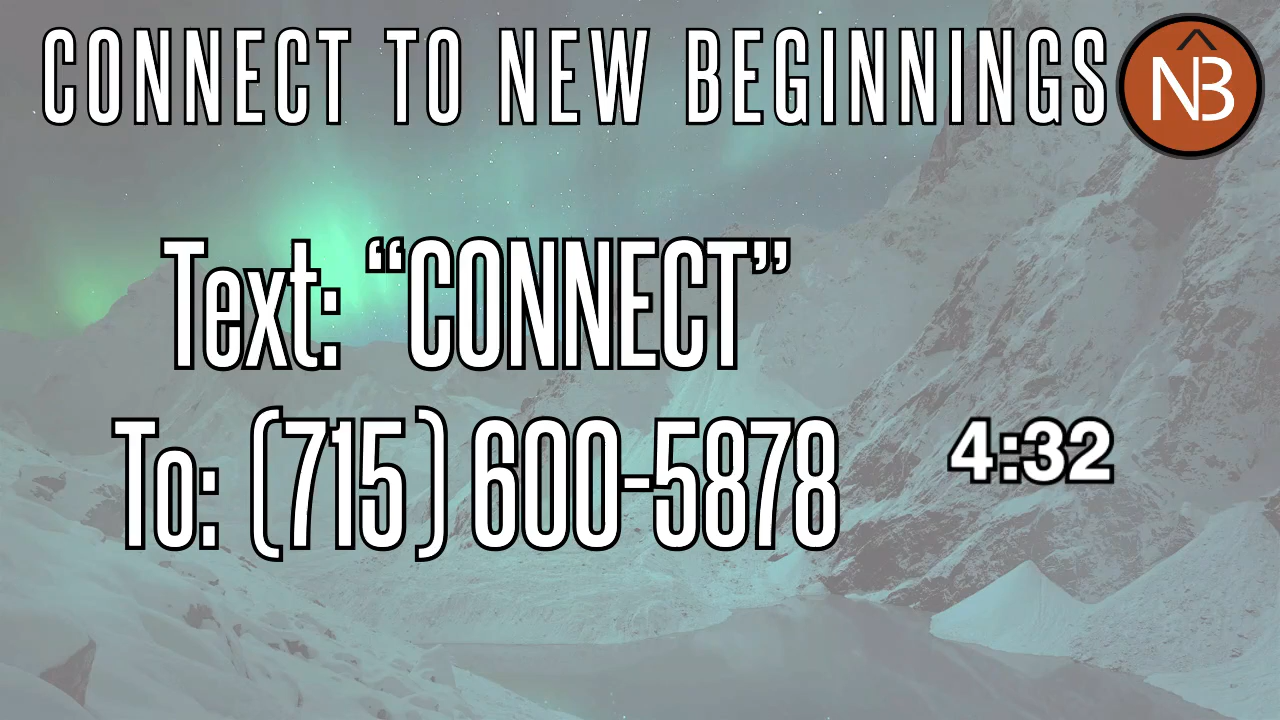 CONNECT TO NEW BEGINNINGS
NB
Text: “CONNECT”
To: (715) 600-5878
4:32